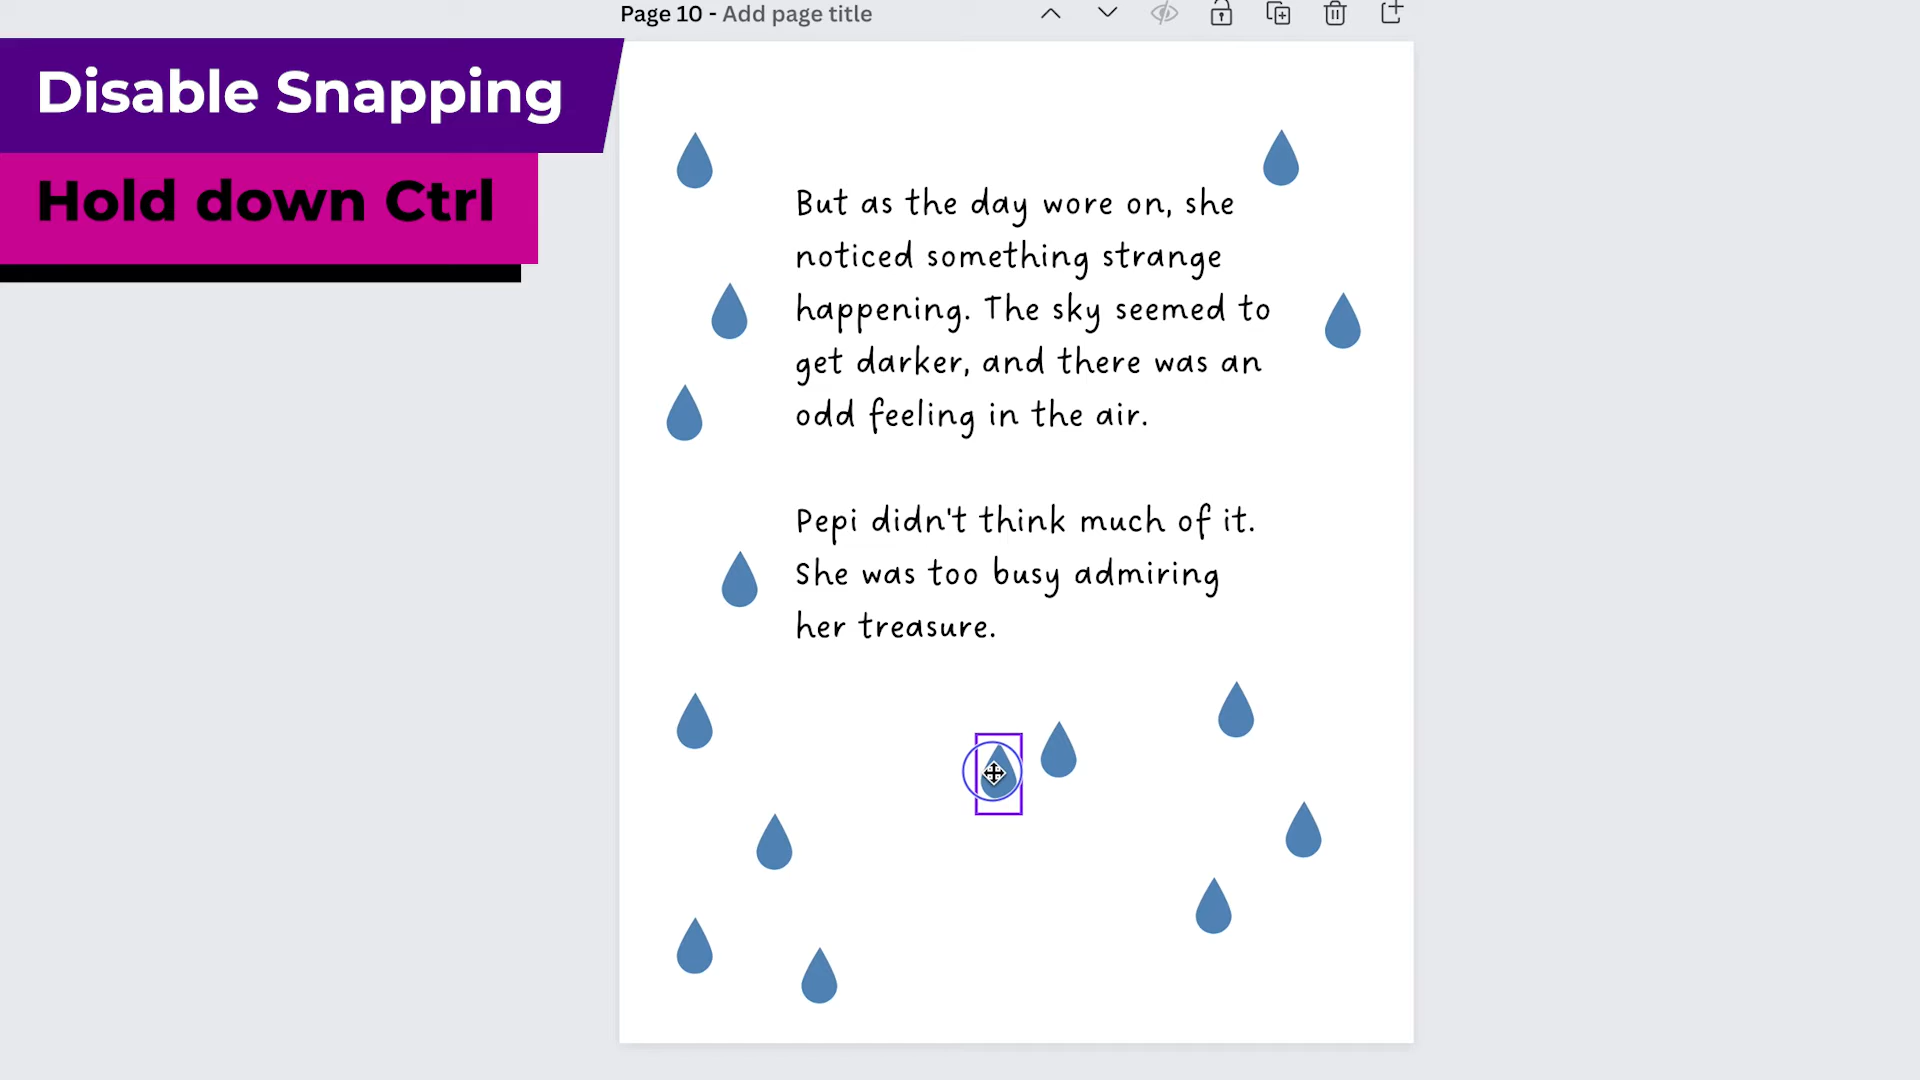 Page 10 - Add page title
Disable Snapping
Hold down Ctrl
But as the day wore on, she
noticed something strange
happening. The sky seemed to
get darker, and there was an
odd feeling in the air.
Pepi didn't think much of it.
She was too busy admiring
her treasure.